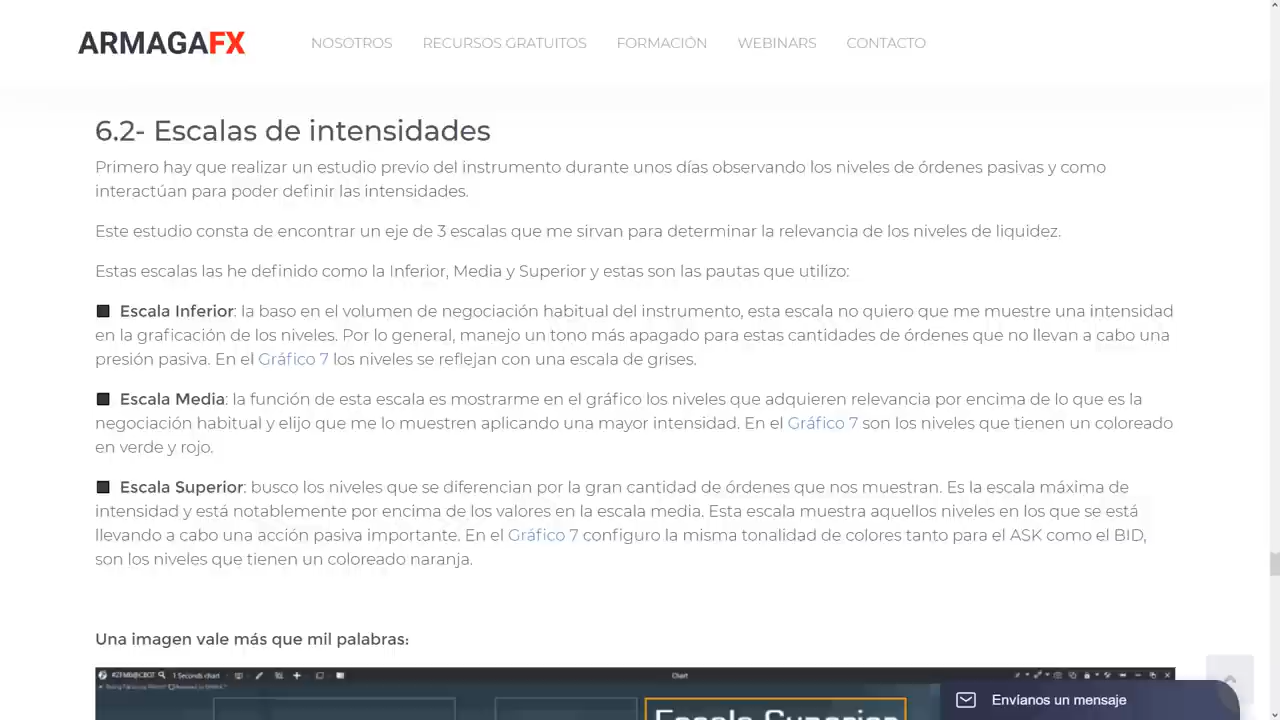 ARMAGAFX
NOSOTROS RECURSOS GRATUITOS FORMACIÓN WEBINARS CONTACTO
6.2- Escalas de intensidades
Primero hay que realizar un estudio previo del instrumento durante unos días observando los niveles de órdenes pasivas y como
interactúan para poder definir las intensidades.
Este estudio consta de encontrar un eje de 3 escalas que me sirvan para determinar la relevancia de los niveles de liquidez.
Estas escalas las he definido como la Inferior, Media y Superior y estas son las pautas que utilizo:
Escala Inferior: la baso en el volumen de negociación habitual del instrumento, esta escala no quiero que me muestre una intensidad
en la graficación de los niveles. Por lo general, manejo un tono más apagado para estas cantidades de órdenes que no llevan a cabo una
presión pasiva. En el Gráfico 7 los niveles se reflejan con una escala de grises.
Escala Media: la función de esta escala es mostrarme en el gráfico los niveles que adquieren relevancia por encima de lo que es la
negociación habitual y elijo que me lo muestren aplicando una mayor intensidad. En el Gráfico 7 son los niveles que tienen un coloreado
en verde y rojo.
Escala Superior: busco los niveles que se diferencian por la gran cantidad de órdenes que nos muestran. Es la escala máxima de
intensidad y está notablemente por encima de los valores en la escala media. Esta escala muestra aquellos niveles en los que se está
llevando a cabo una acción pasiva importante. En el Gráfico 7 configuro la misma tonalidad de colores tanto para el ASK como el BID,
son los niveles que tienen un coloreado naranja.
Una imagen vale más que mil palabras:
1 Seconds chart Chart
Escala Superior
Envíanos un mensaje